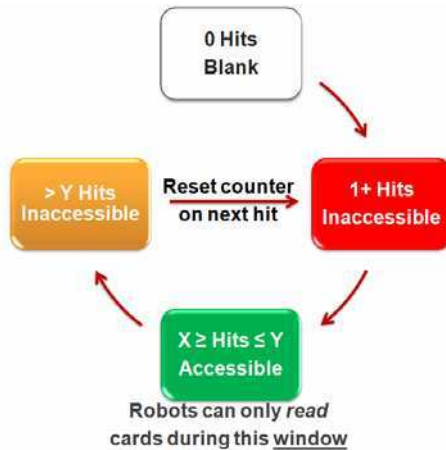 0 Hits
Blank
> Y Hits
Inaccessible
Reset counter
on next hit
1+ Hits
Inaccessible
X ≥ Hits ≤ Y
Accessible
Robots can only read
cards during this window